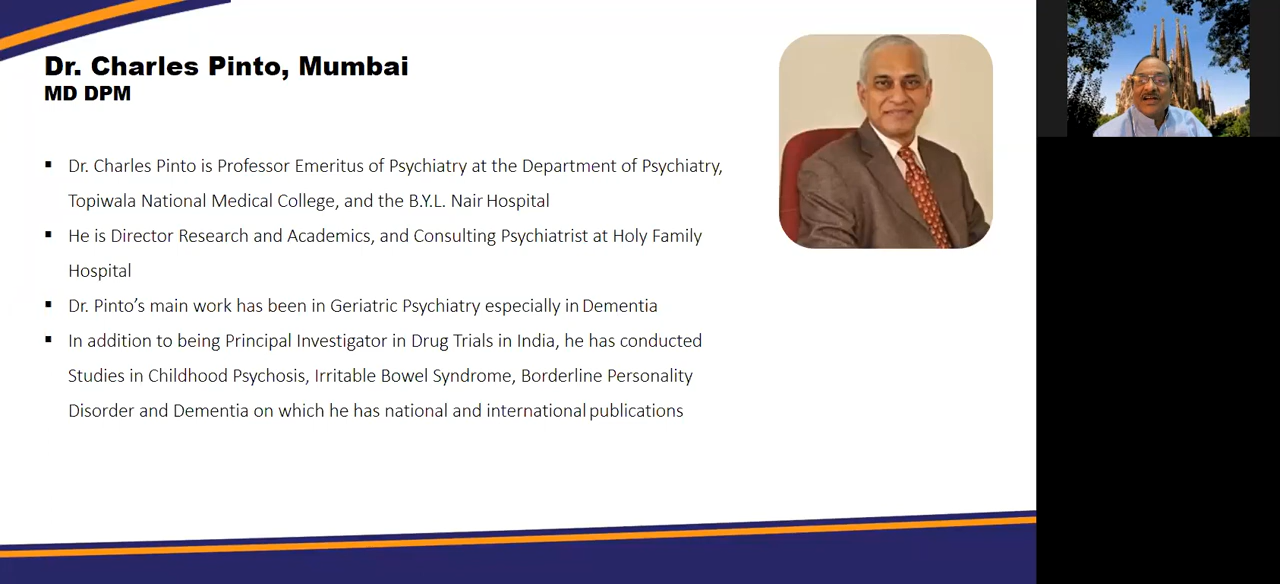 Dr. Charles Pinto, Mumbai
MD DPM
▪ Dr. Charles Pinto is Professor Emeritus of Psychiatry at the Department of Psychiatry,
Topiwala National Medical College, and the B.Y.L. Nair Hospital
▪ He is Director Research and Academics, and Consulting Psychiatrist at Holy Family
Hospital
▪ Dr. Pinto’s main work has been in Geriatric Psychiatry especially in Dementia
▪ In addition to being Principal Investigator in Drug Trials in India, he has conducted
Studies in Childhood Psychosis, Irritable Bowel Syndrome, Borderline Personality
Disorder and Dementia on which he has national and international publications